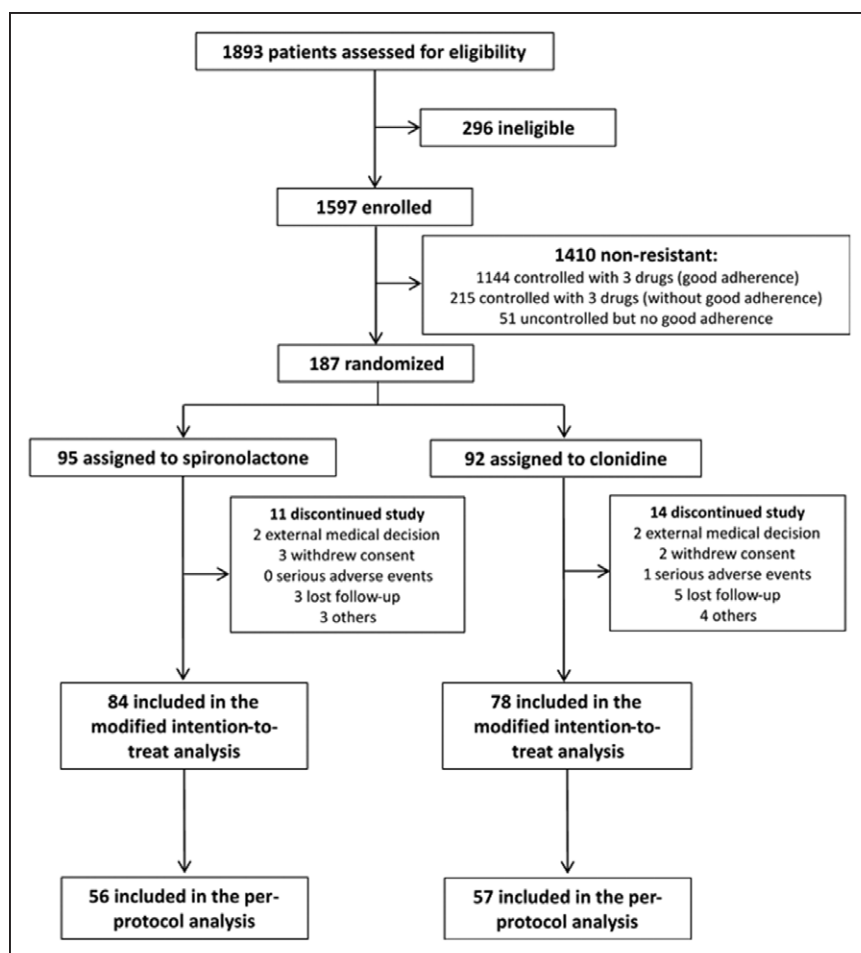 1893 patients assessed for eligibility
296 ineligible
1597 enrolled
1410 non-resistant:
1144 controlled with 3 drugs (good adherence)
215 controlled with 3 drugs (without good adherence)
51 uncontrolled but no good adherence
187 randomized
95 assigned to spironolactone
92 assigned to clonidine
11 discontinued study
2 external medical decision
3 withdrew consent
0 serious adverse events
3 lost follow-up
3 others
14 discontinued study
2 external medical decision
2 withdrew consent
1 serious adverse events
5 lost follow-up
4 others
84 included in the
modified intention-to-
treat analysis
78 included in the
modified intention-to-
treat analysis
56 included in the per-
protocol analysis
57 included in the per-
protocol analysis